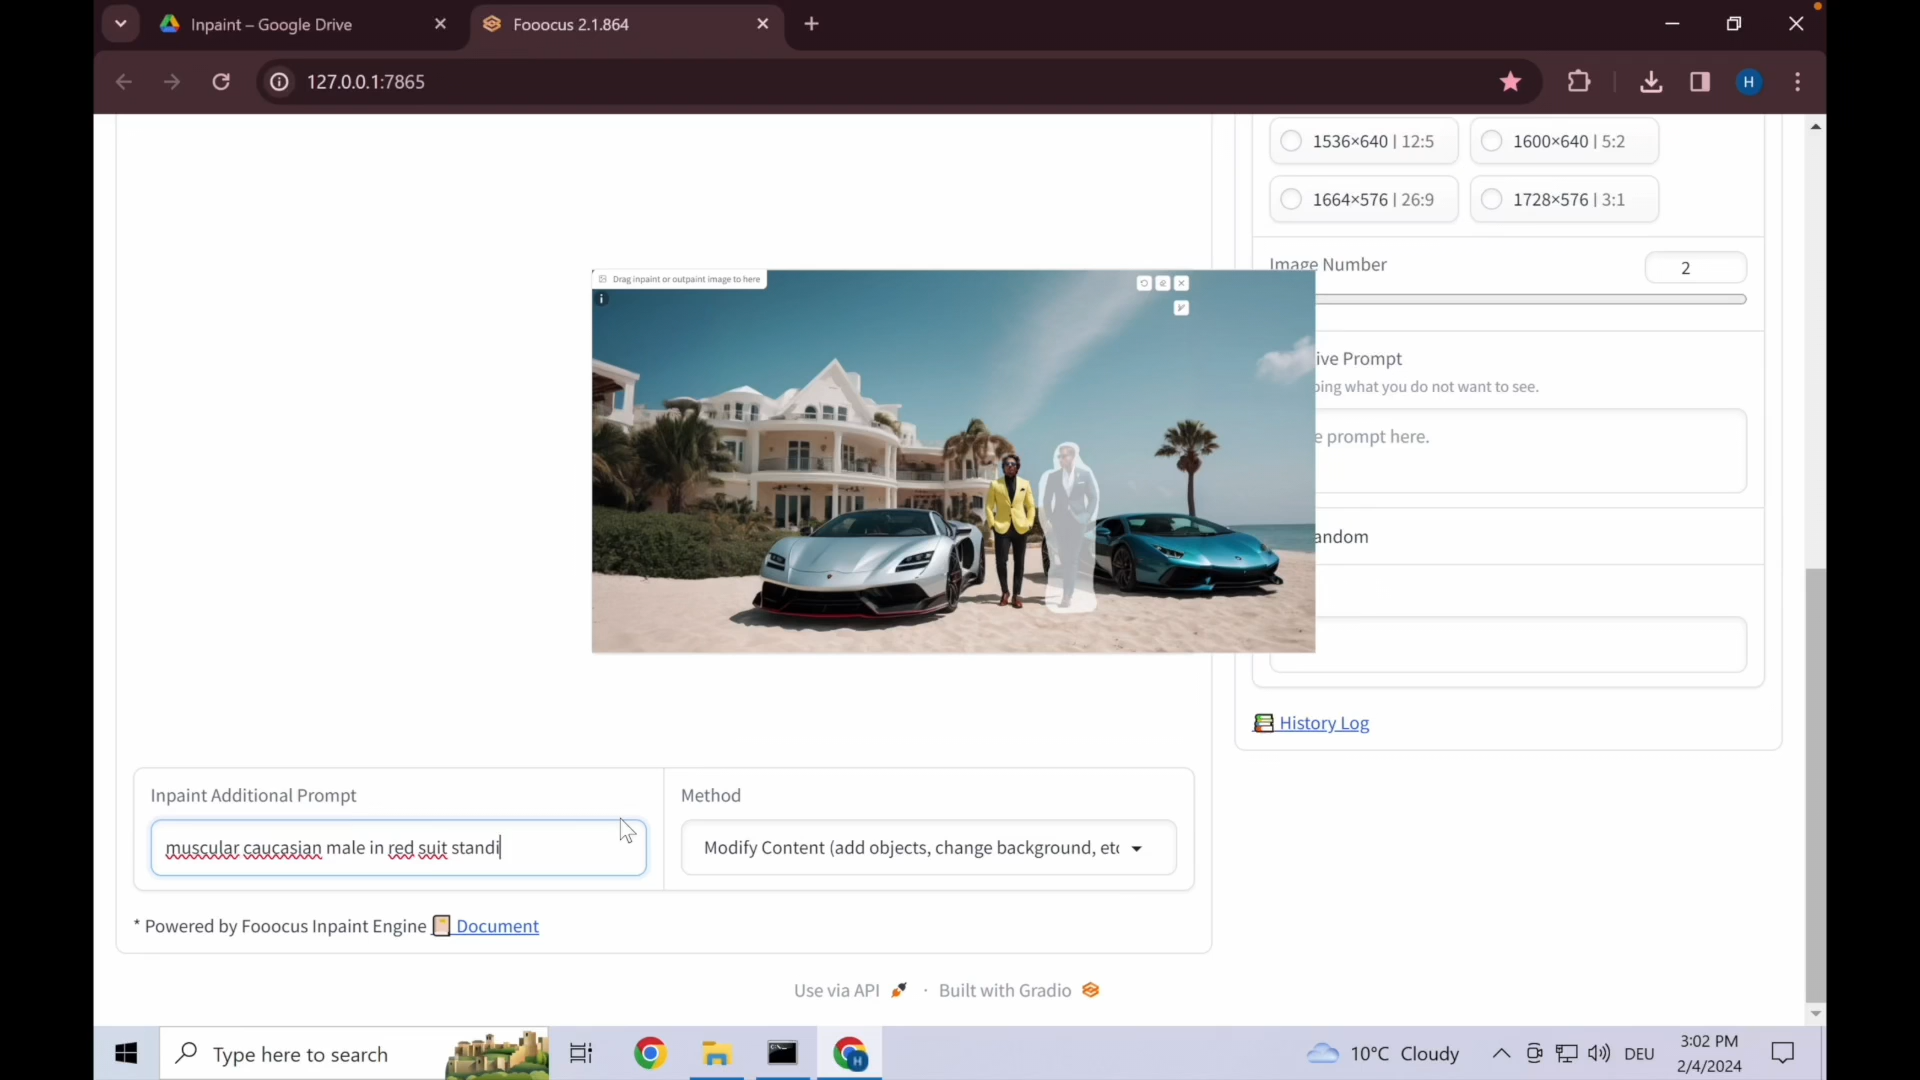 Inpaint – Google Drive
Fooocus 2.1.864
127.0.0.1:7865
H
1536×640 | 12:5
1600×640 | 5:2
1664×576 | 26:9
1728×576 | 3:1
Image Number
2
Drag inpaint or outpaint image to here
ive Prompt
bing what you do not want to see.
e prompt here.
andom
History Log
Inpaint Additional Prompt
Method
muscular caucasian male in red suit standi
Modify Content (add objects, change background, etc
* Powered by Fooocus Inpaint Engine
Document
Use via API
· Built with Gradio
Type here to search
H
10°C Cloudy
DEU
3:02 PM
2/4/2024